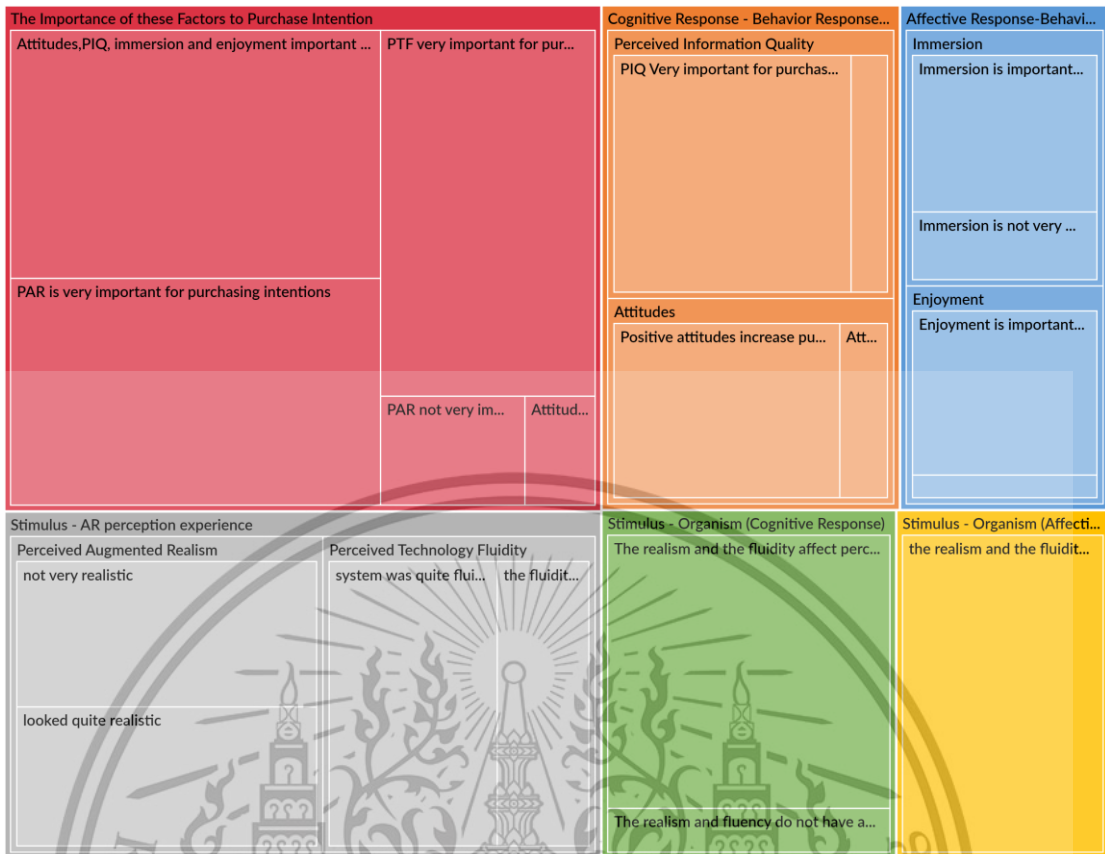 The Importance of these Factors to Purchase Intention
Attitudes,PIQ, immersion and enjoyment important ...
PTF very important for pur...
PAR is very important for purchasing intentions
PAR not very im...
Attitud...
Cognitive Response - Behavior Response...
Perceived Information Quality
PIQ Very important for purchas...
Attitudes
Positive attitudes increase pu...
Att...
Affective Response-Behavi...
Immersion
Immersion is important...
Immersion is not very ...
Enjoyment
Enjoyment is important...
Stimulus - AR perception experience
Perceived Augmented Realism
not very realistic
looked quite realistic
Perceived Technology Fluidity
system was quite flui...
the fluidit...
Stimulus - Organism (Cognitive Response)
The realism and the fluidity affect perc...
The realism and fluency do not have a...
Stimulus - Organism (Affecti...
the realism and the fluidit...